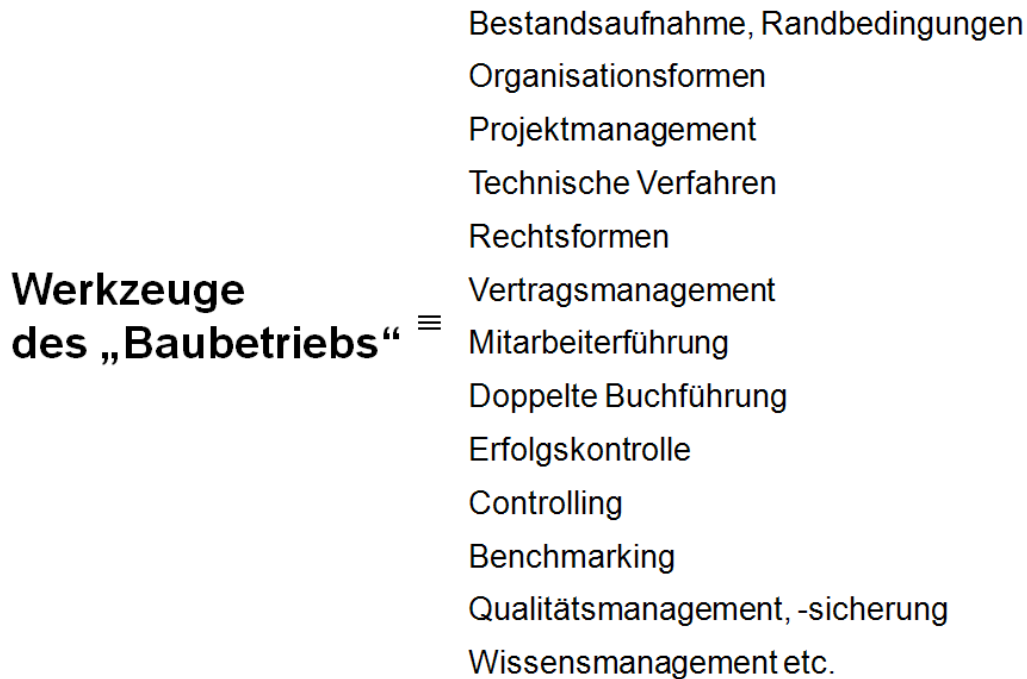 Werkzeuge
des „Baubetriebs“ ≡
Bestandsaufnahme, Randbedingungen
Organisationsformen
Projektmanagement
Technische Verfahren
Rechtsformen
Vertragsmanagement
Mitarbeiterführung
Doppelte Buchführung
Erfolgskontrolle
Controlling
Benchmarking
Qualitätsmanagement, -sicherung
Wissensmanagement etc.